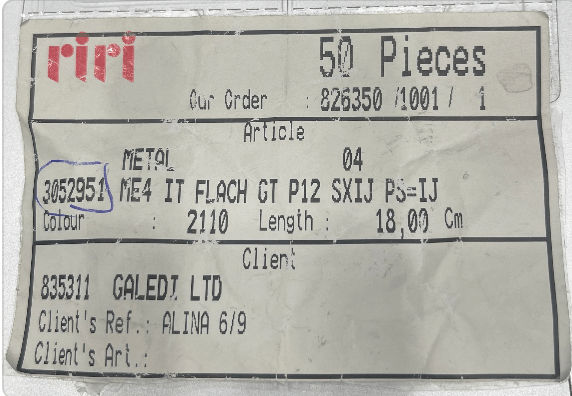 riri
50 Pieces
Our Order : 826350 /1001 / 1
Article
METAL 04
3052951 ME4 IT FLACH GT P12 SXIJ PS=IJ
Colour : 2110 Length : 18,00 Cm
Client
835311 GALEDI LTD
Client's Ref.: ALINA 6/9
Client's Art.: